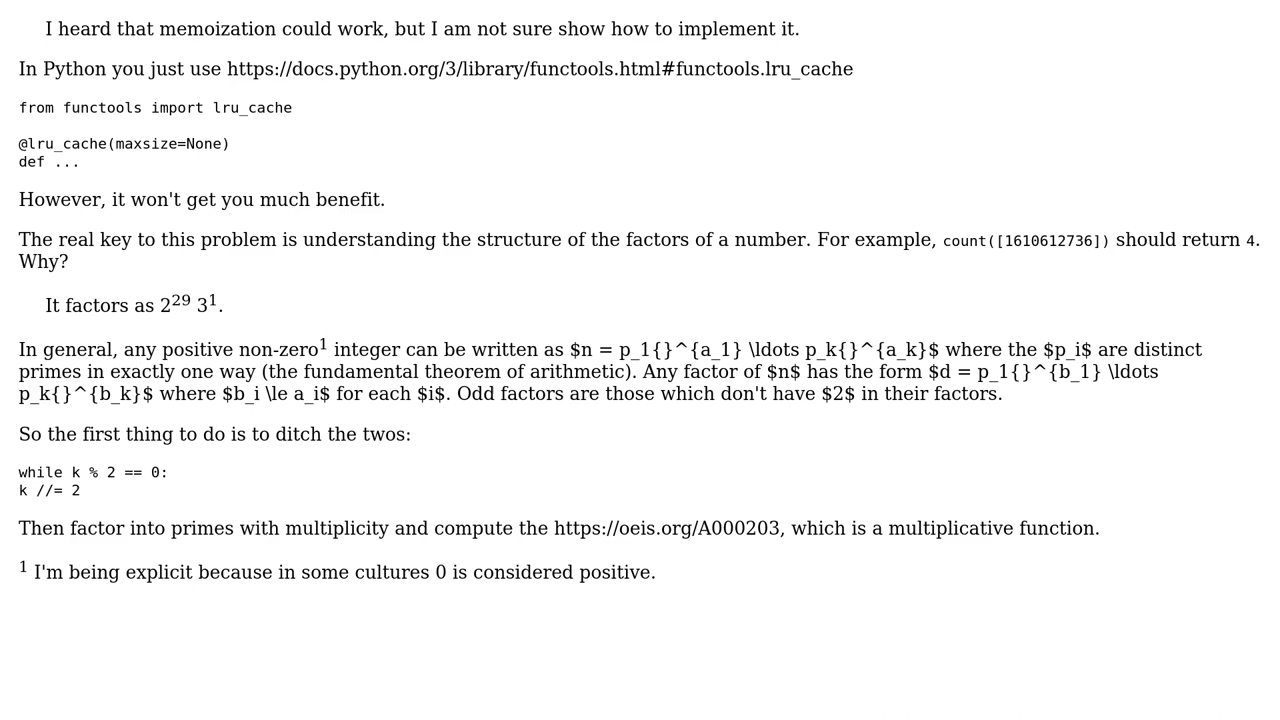 I heard that memoization could work, but I am not sure show how to implement it.
In Python you just use https://docs.python.org/3/library/functools.html#functools.lru_cache
from functools import lru_cache
@lru_cache(maxsize=None)
def ...
However, it won't get you much benefit.
The real key to this problem is understanding the structure of the factors of a number. For example, count([1610612736]) should return 4.
Why?
It factors as 2^29 3^1.
In general, any positive non-zero^1 integer can be written as $n = p_1{}^{a_1} \ldots p_k{}^{a_k}$ where the $p_i$ are distinct
primes in exactly one way (the fundamental theorem of arithmetic). Any factor of $n$ has the form $d = p_1{}^{b_1} \ldots
p_k{}^{b_k}$ where $b_i \le a_i$ for each $i$. Odd factors are those which don't have $2$ in their factors.
So the first thing to do is to ditch the twos:
while k % 2 == 0:
k //= 2
Then factor into primes with multiplicity and compute the https://oeis.org/A000203, which is a multiplicative function.
^1 I'm being explicit because in some cultures 0 is considered positive.